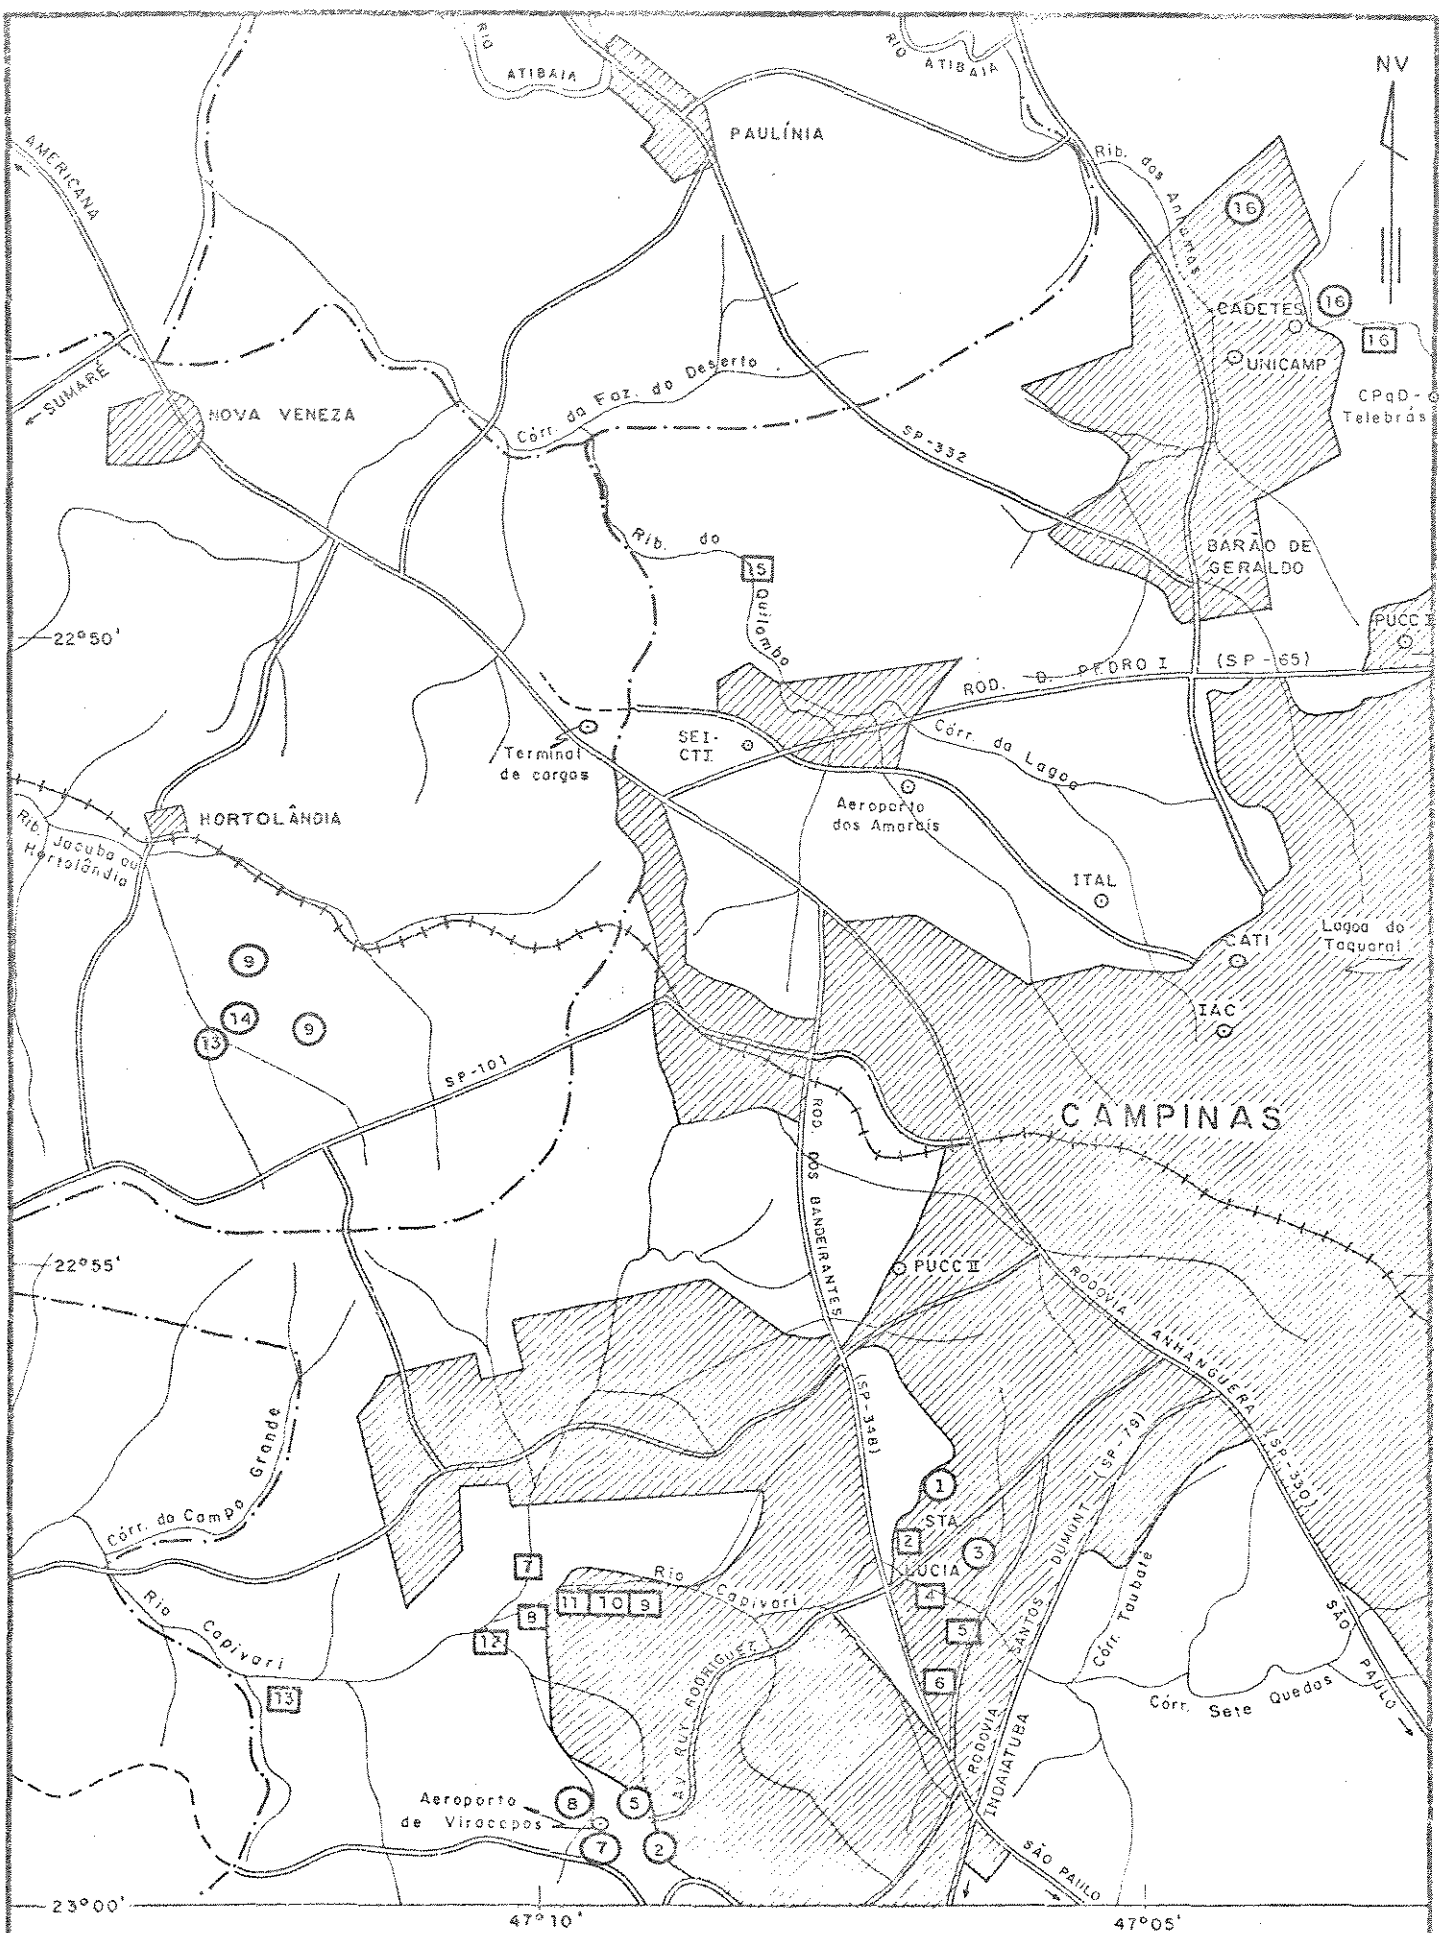 RIO
ATIBAIA
RIO
ATIBAIA
NV
PAULÍNIA
AMERICANA
Rib. das Anhumas
16
CADETES
16
16
UNICAMP
CPqD-
Telebrás
SUMARÉ
NOVA VENEZA
Córr. da Faz. do Deserto
SP-332
Rib. do
15
Quilombo
BARÃO DE
GERALDO
22°50'
PUCC I
ROD. D. PEDRO I (SP-65)
Terminal
de cargas
SEI-
CTI
Córr. da Lagoa
Aeroporto
dos Amarais
HORTOLÂNDIA
Rib. Jacuba ou
Hortolândia
ITAL
CATI
Lagoa do
Taquaral
9
14
9
13
IAC
SP-101
CAMPINAS
ROD. DOS BANDEIRANTES
(SP-348)
22°55'
PUCC II
RODOVIA ANHANGUERA (SP-330)
SÃO PAULO
Córr. do Campo Grande
1
STA.
2
3
LÚCIA
4
5
6
RODOVIA SANTOS DUMONT (SP-79)
INDAIATUBA
Córr. Taubaté
Córr. Sete Quedas
7
8
11 10 9
12
Rio Capivari
Rio Capivari
13
AV. RUY RODRIGUEZ
Aeroporto
de Viracopos
8
5
7
2
SÃO PAULO
23°00'
47°10'
47°05'